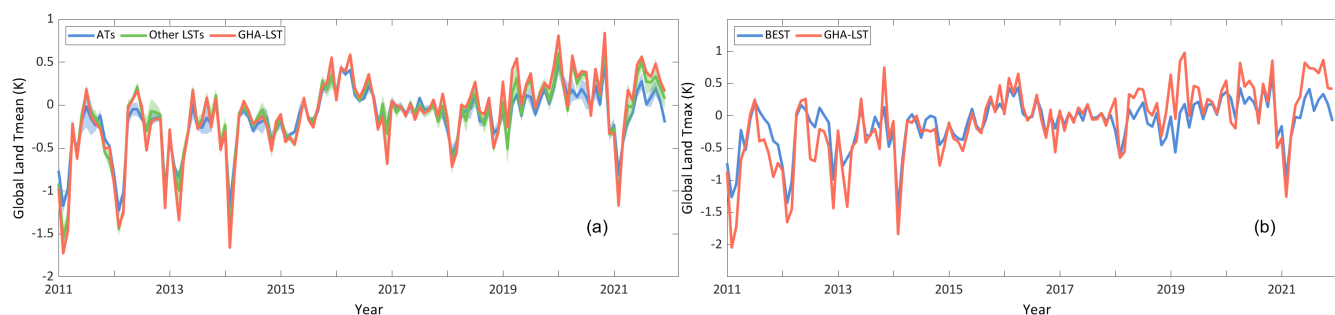 Global Land Tmean (K)
1
0.5
0
-0.5
-1
-1.5
-2
ATs Other LSTs GHA-LST
(a)
2011 2013 2015 2017 2019 2021
Year
Global Land Tmax (K)
1
0.5
0
-0.5
-1
-1.5
-2
BEST GHA-LST
(b)
2011 2013 2015 2017 2019 2021
Year